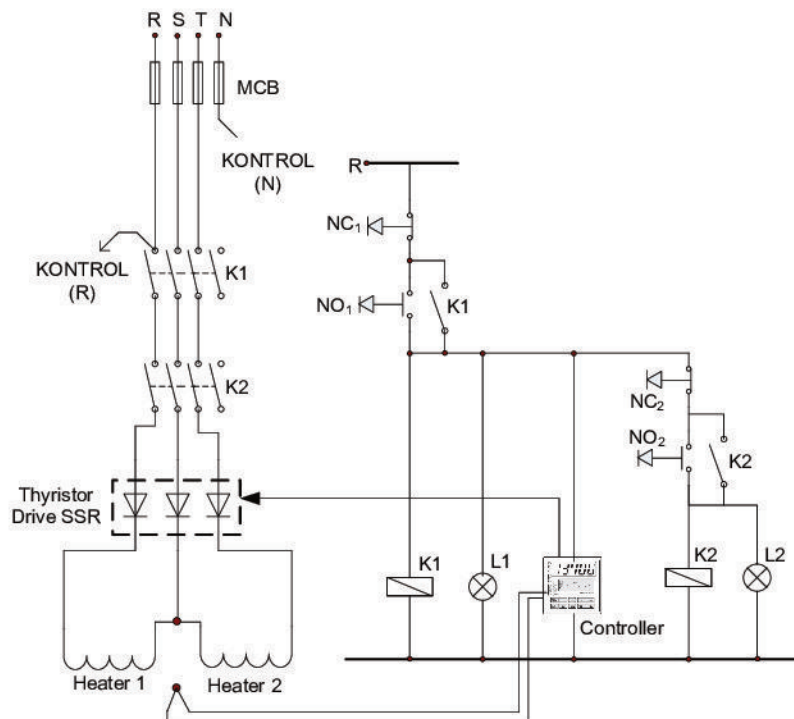 R S T N
MCB
KONTROL
(N)
R
NC1
KONTROL
(R)
K1
NO1
K1
K2
NC2
NO2
K2
Thyristor
Drive SSR
K1
L1
K2
L2
Controller
Heater 1
Heater 2